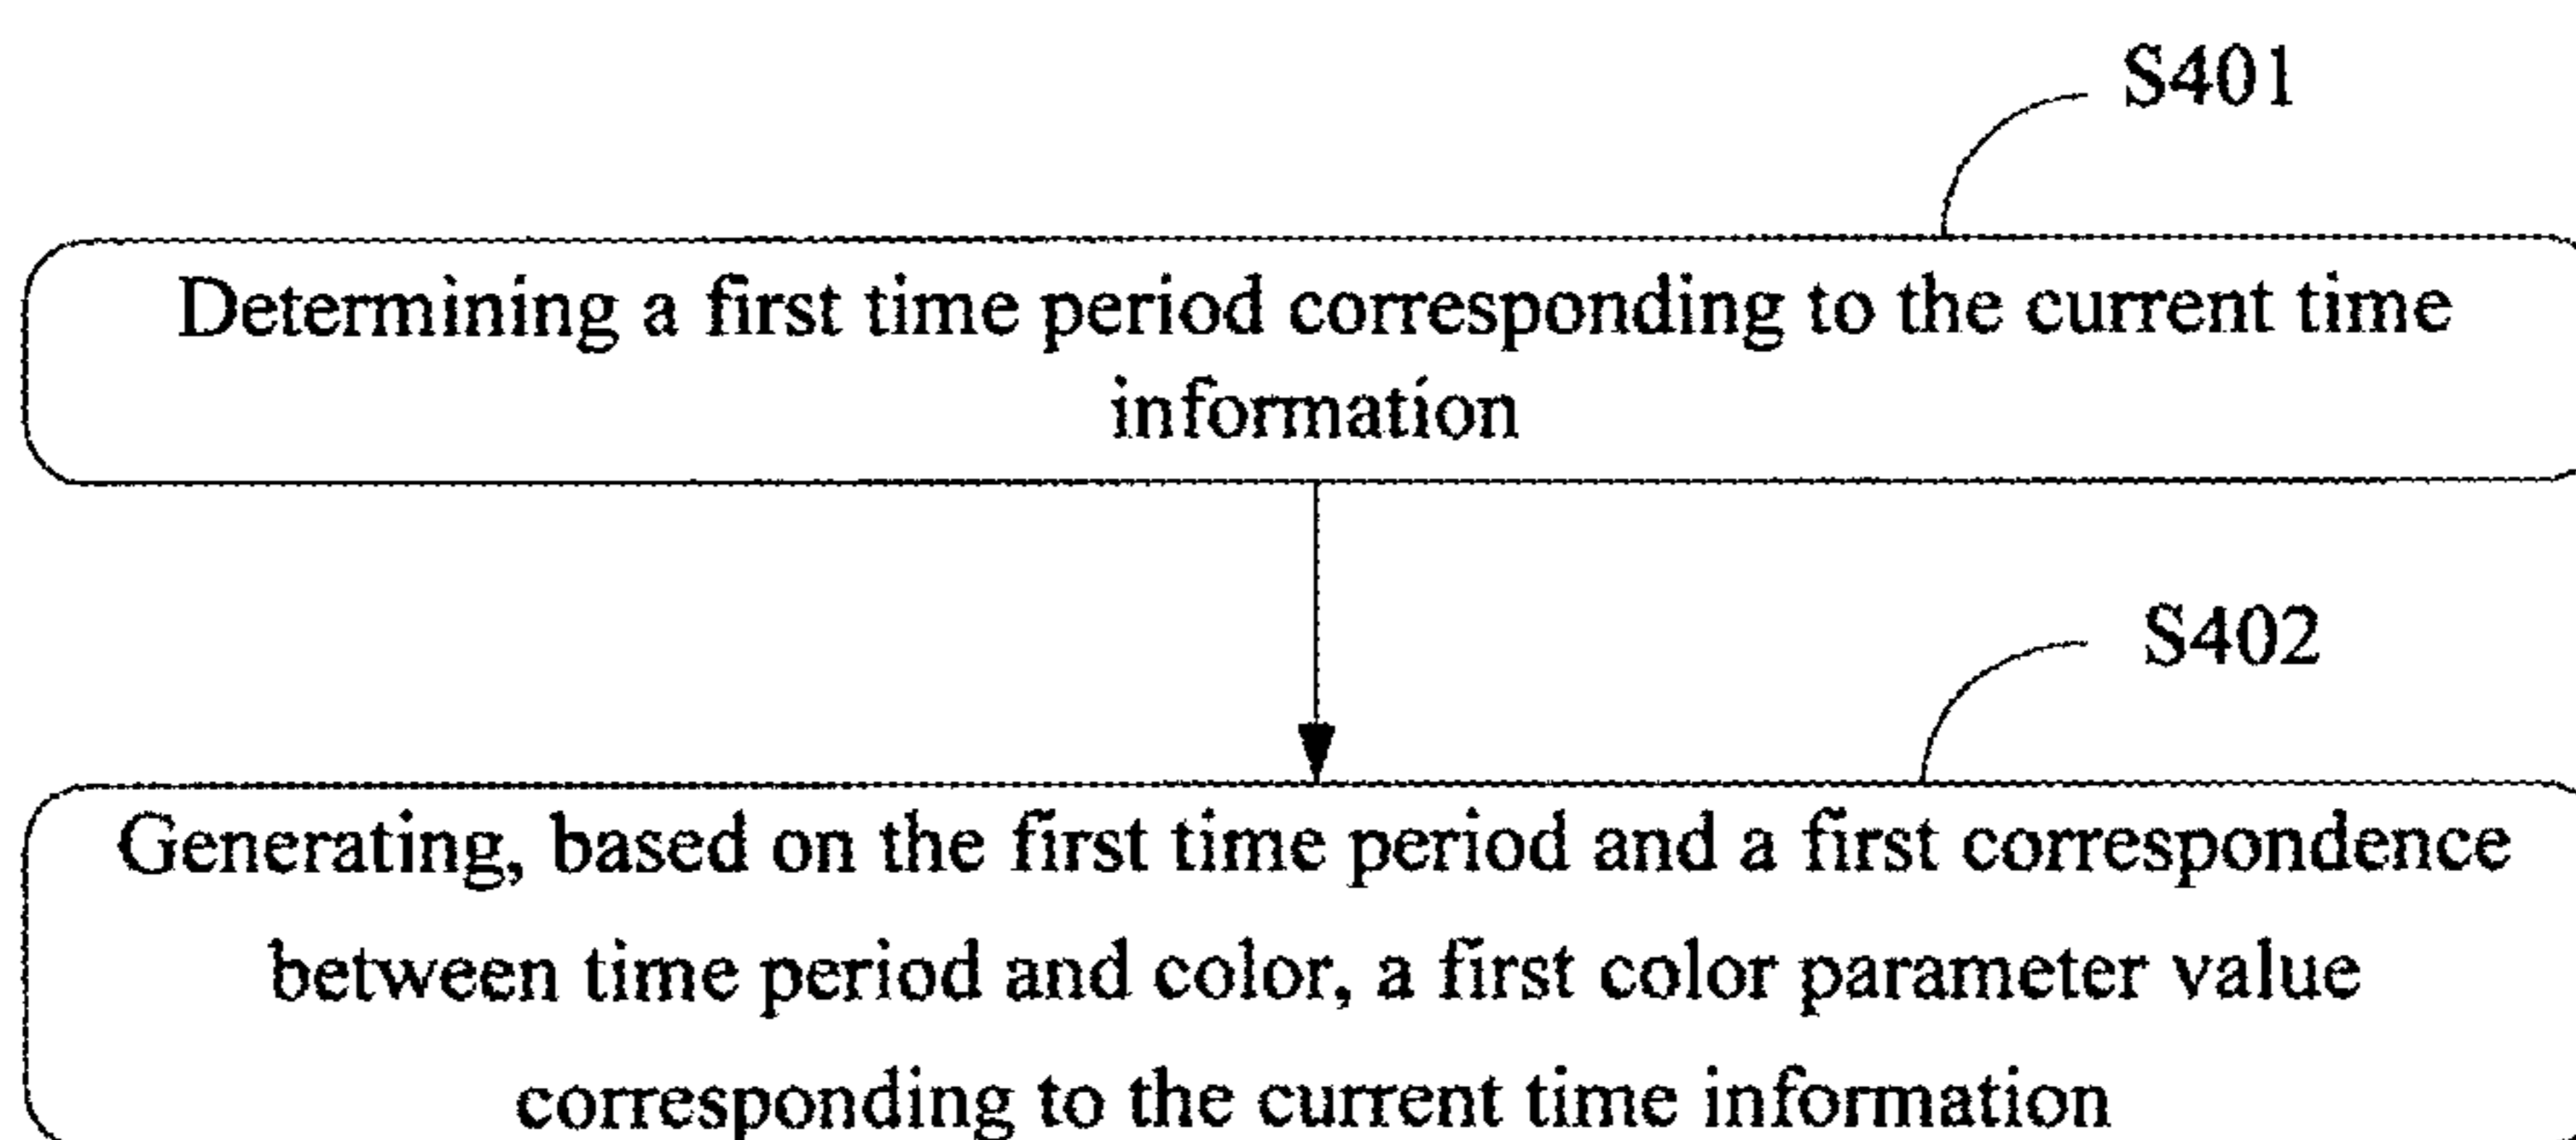 S401
Determining a first time period corresponding to the current time
information
S402
Generating, based on the first time period and a first correspondence
between time period and color, a first color parameter value
corresponding to the current time information